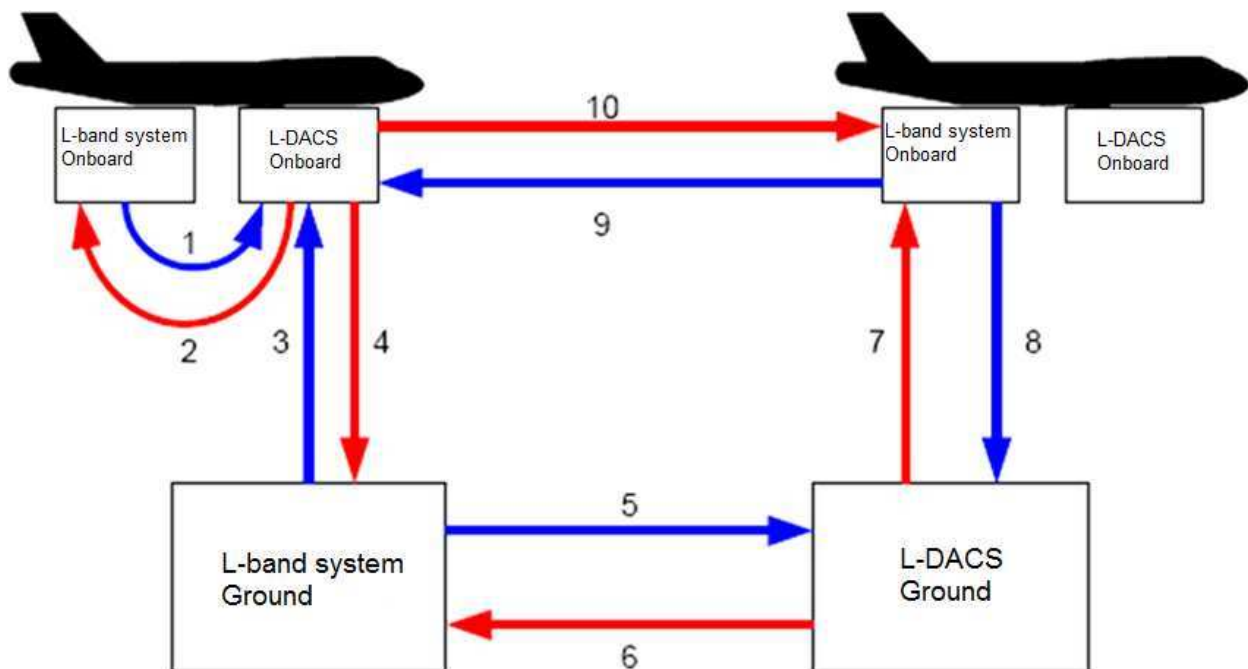 10
L-band system
Onboard
L-DACS
Onboard
L-band system
Onboard
L-DACS
Onboard
1
9
2
3
4
7
8
5
L-band system
Ground
L-DACS
Ground
6